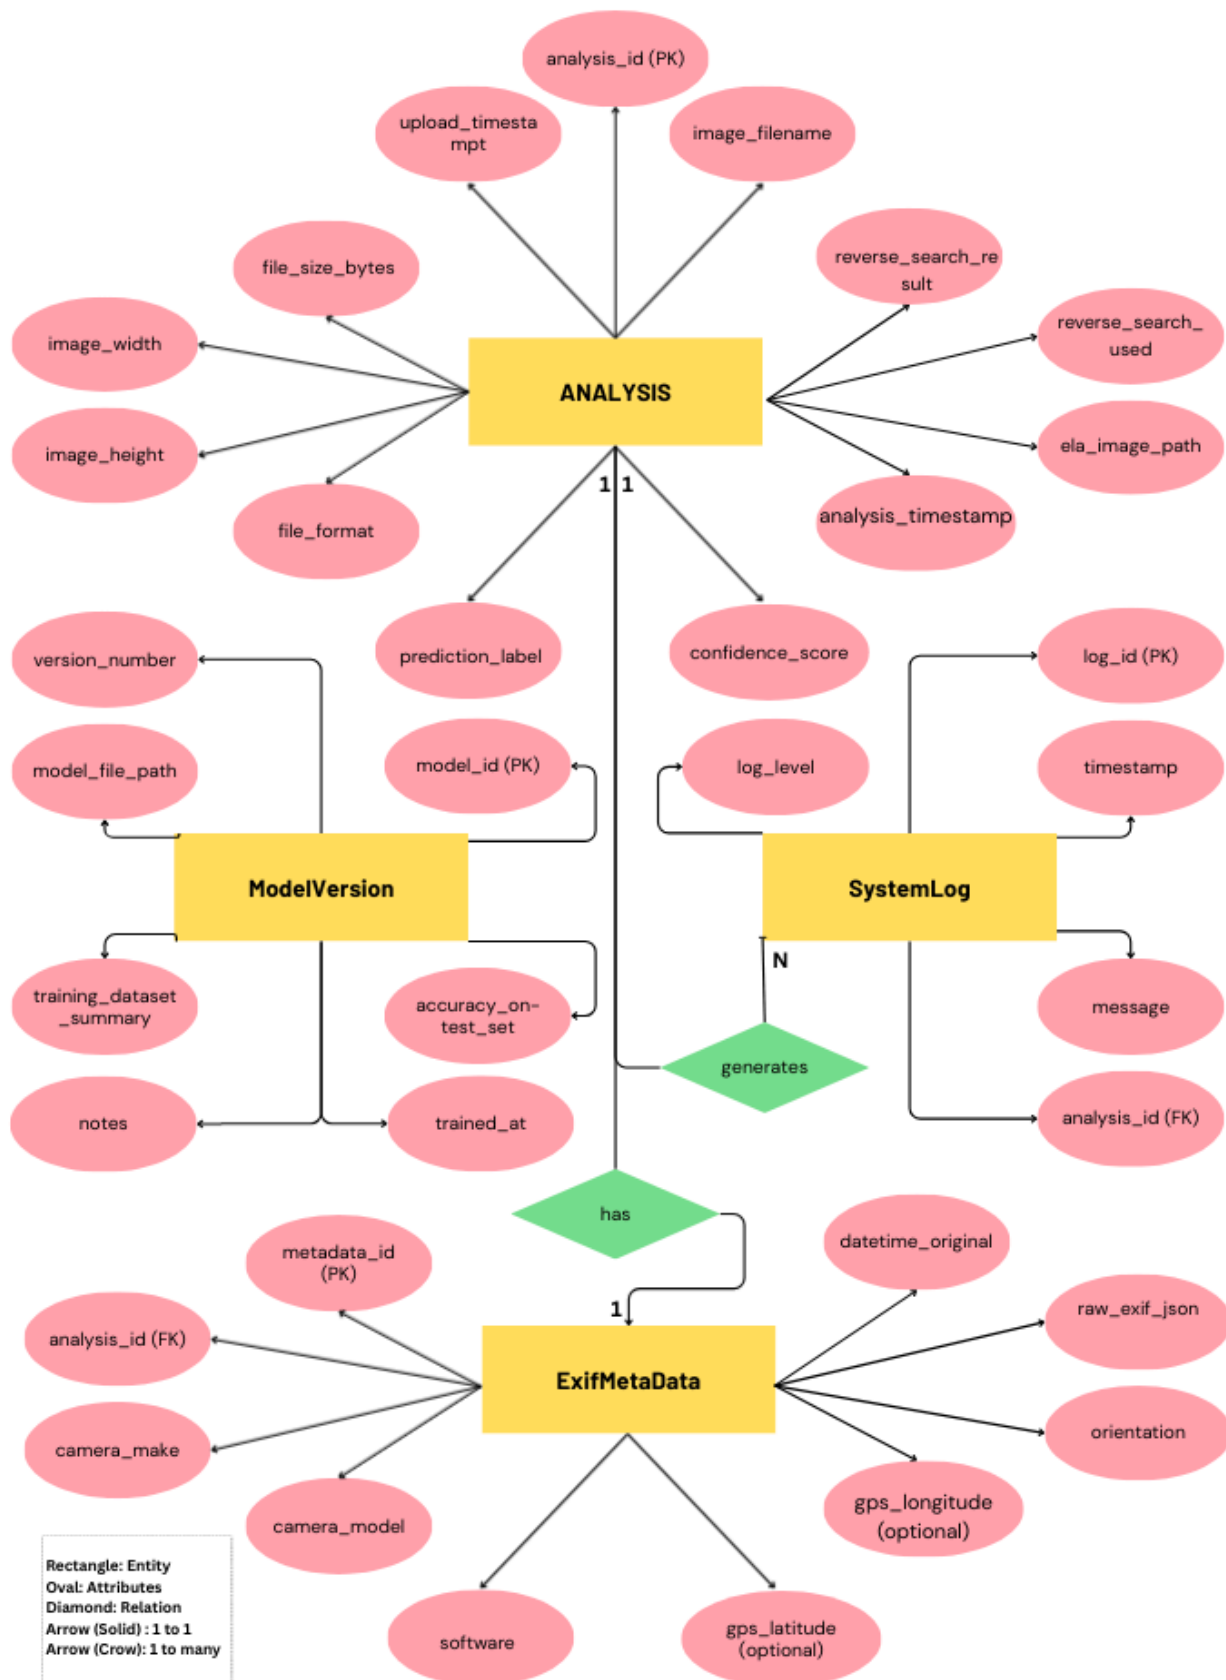 analysis_id (PK)
upload_timesta
mpt
image_filename
file_size_bytes
reverse_search_re
sult
image_width
reverse_search_
used
ANALYSIS
image_height
ela_image_path
file_format
analysis_timestamp
1
1
version_number
prediction_label
confidence_score
log_id (PK)
model_file_path
model_id (PK)
log_level
timestamp
ModelVersion
SystemLog
N
training_dataset
_summary
accuracy_on-
test_set
message
generates
notes
trained_at
analysis_id (FK)
has
metadata_id
(PK)
datetime_original
1
analysis_id (FK)
raw_exif_json
ExifMetaData
camera_make
orientation
camera_model
gps_longitude
(optional)
software
gps_latitude
(optional)
Rectangle: Entity
Oval: Attributes
Diamond: Relation
Arrow (Solid) : 1 to 1
Arrow (Crow): 1 to many